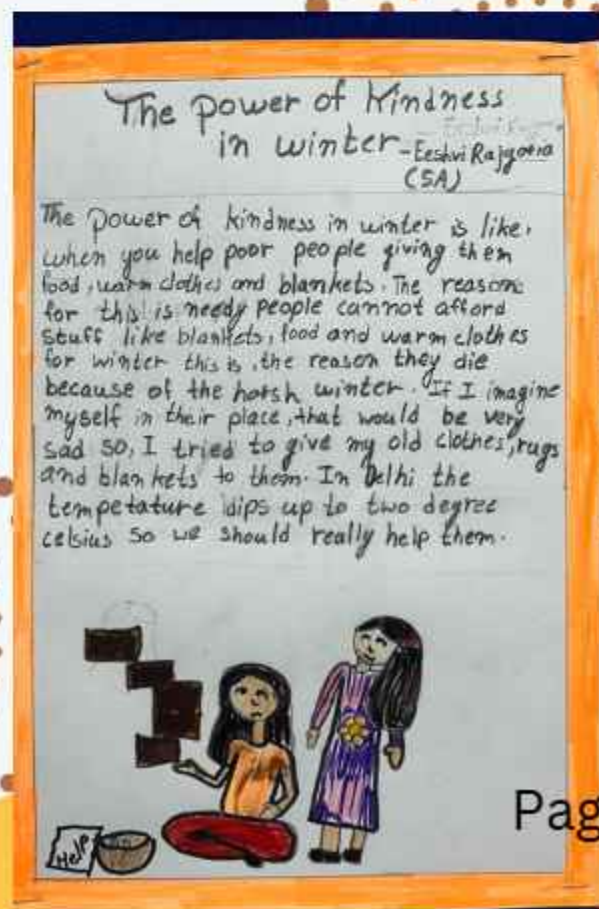 The power of Kindness
in winter - Eeshvi Rajgaria
(5A)
The power of kindness in winter is like,
when you help poor people giving them
food, warm clothes and blankets. The reasons
for this is needy people cannot afford
stuff like blankets, food and warm clothes
for winter this is, the reason they die
because of the harsh winter. If I imagine
myself in their place, that would be very
sad so, I tried to give my old clothes, rugs
and blankets to them. In Delhi the
tempetature dips up to two degree
celsius so we should really help them.
Help
Pag